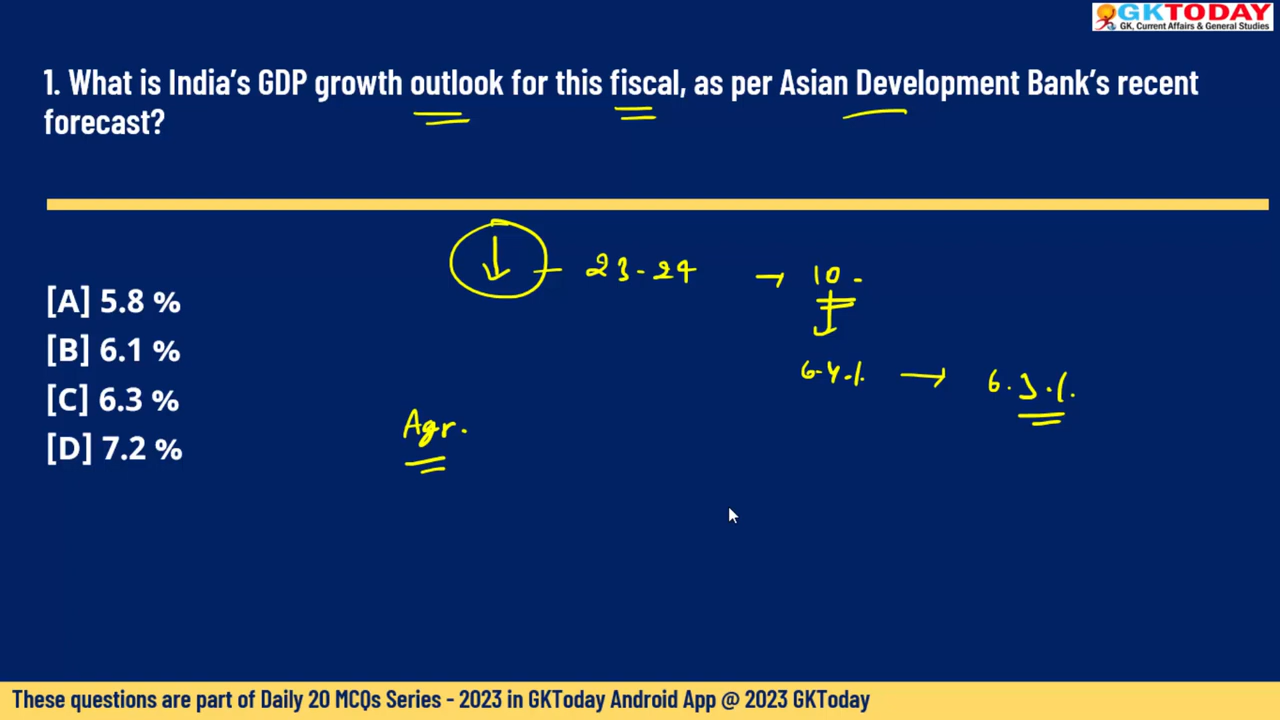 GKTODAY
GK, Current Affairs & General Studies
1. What is India's GDP growth outlook for this fiscal, as per Asian Development Bank's recent
forecast?
23-24 → 10-
6.4% → 6.3%
[A] 5.8 %
[B] 6.1 %
[C] 6.3 %
[D] 7.2 %
Agr.
These questions are part of Daily 20 MCQs Series - 2023 in GKToday Android App @ 2023 GKToday